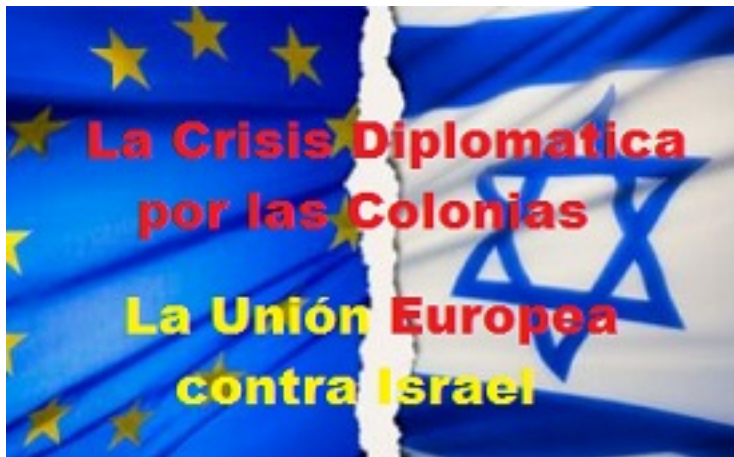 La Crisis Diplomatica
por las Colonias
La Unión Europea
contra Israel